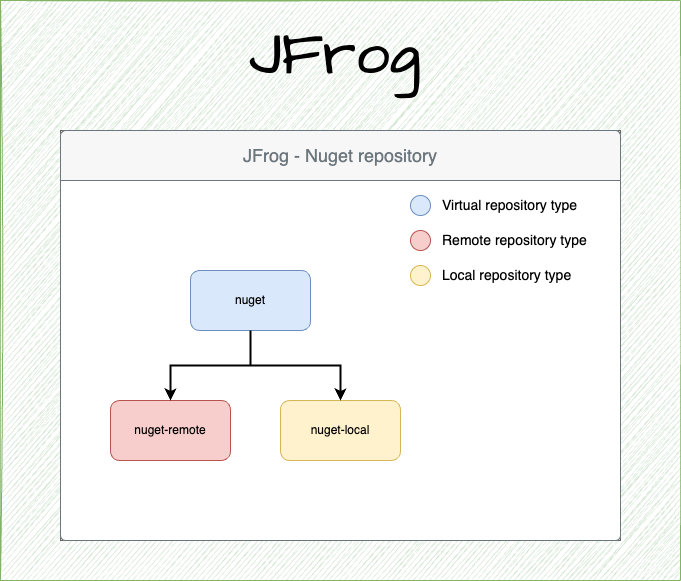 JFrog
JFrog - Nuget repository
Virtual repository type
Remote repository type
Local repository type
nuget
nuget-remote
nuget-local